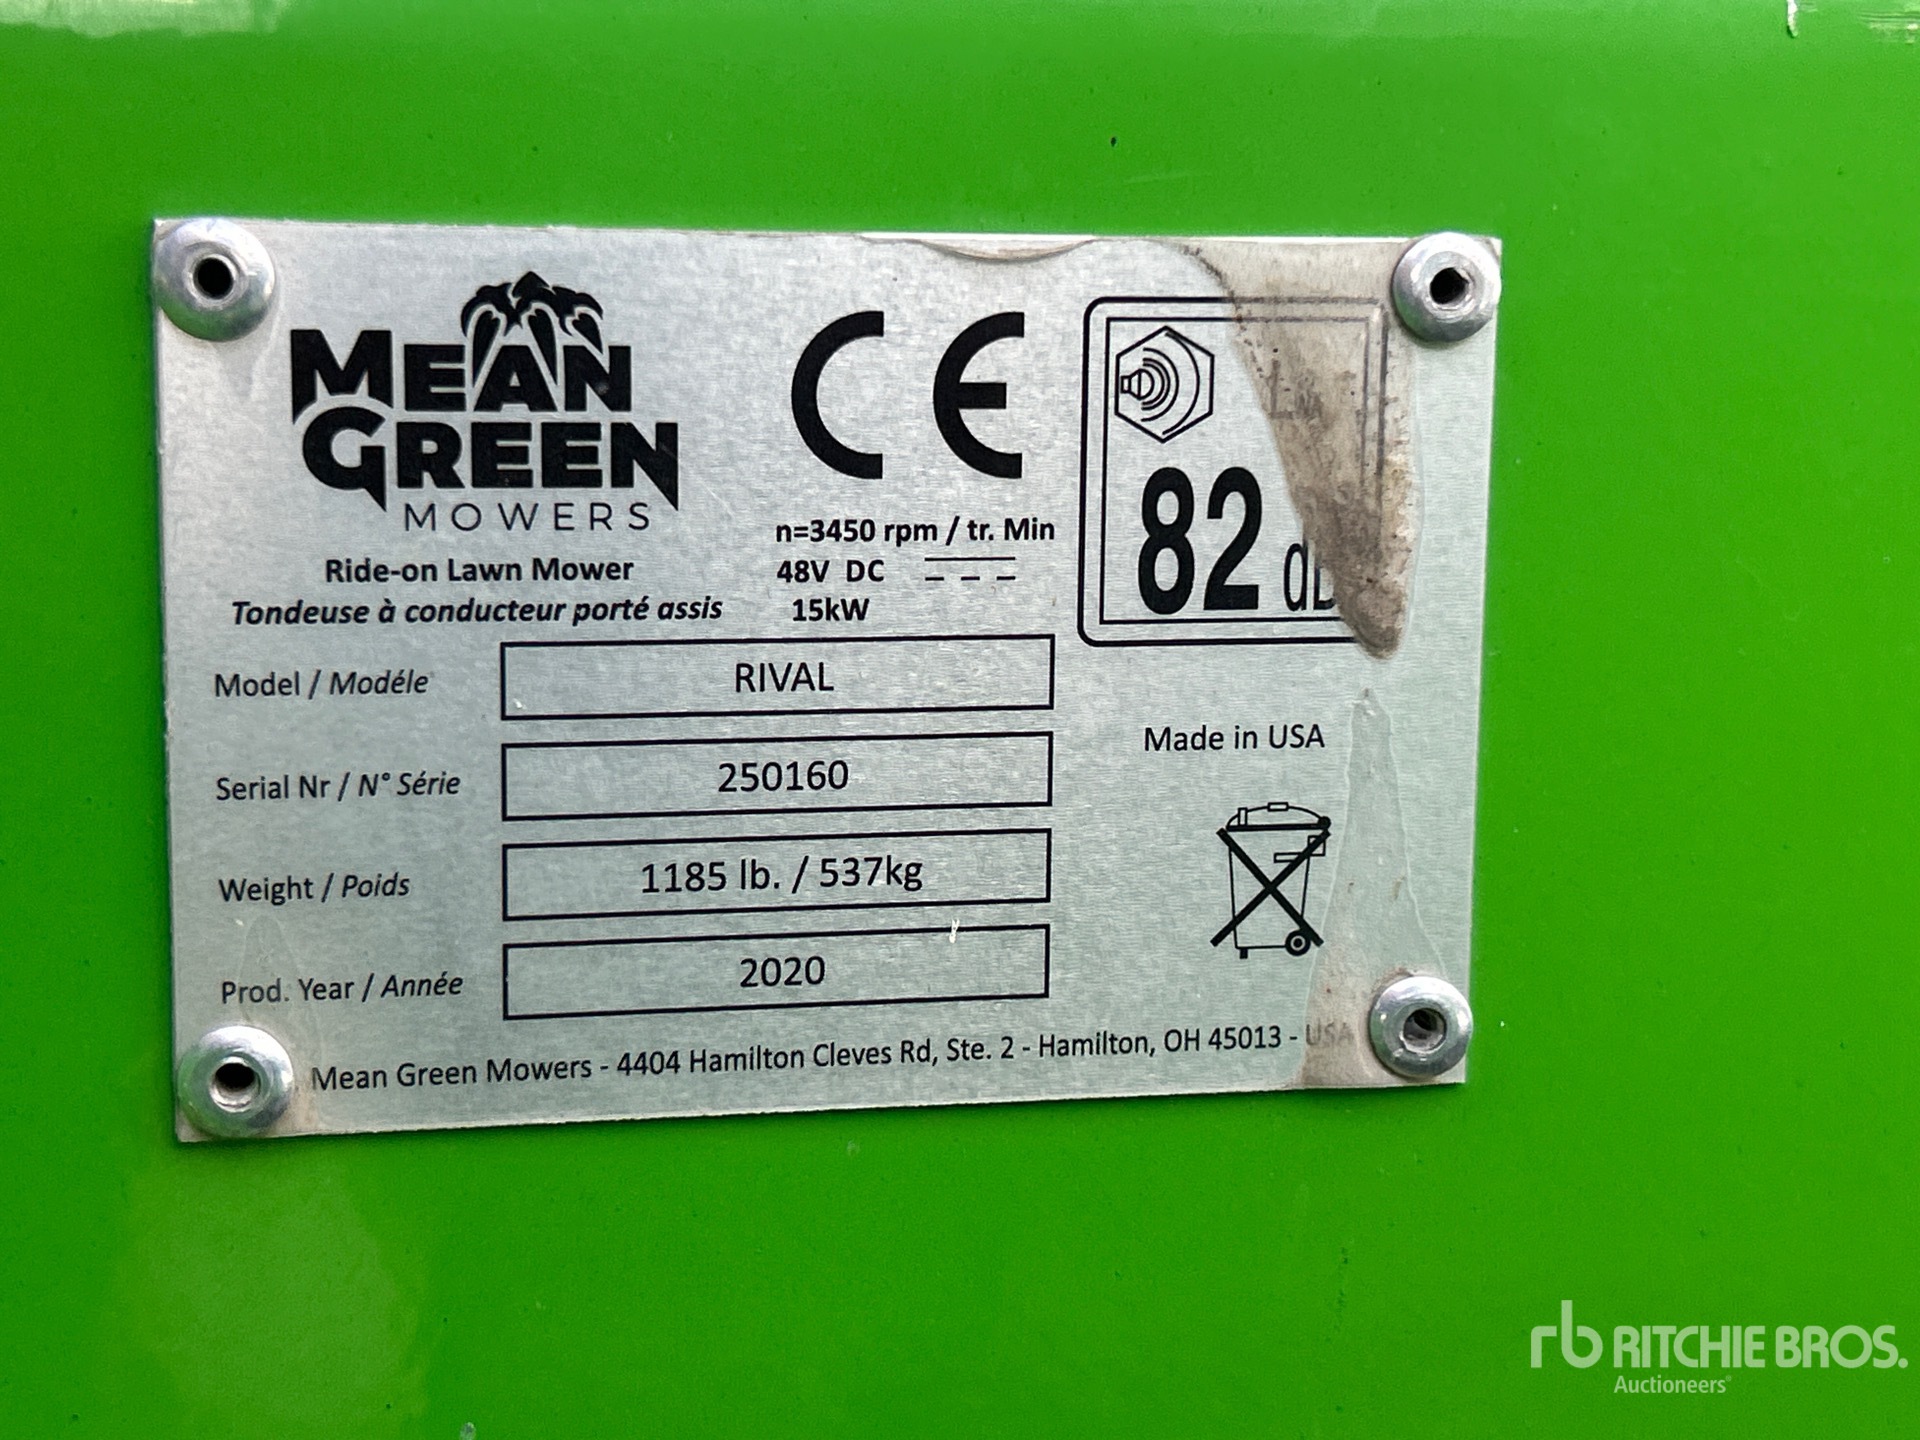 MEAN
GREEN
MOWERS
Ride-on Lawn Mower
Tondeuse à conducteur porté assis
CE
n=3450 rpm / tr. Min
48V DC
15kW
82 dB
Model / Modéle
RIVAL
Serial Nr / N° Série
250160
Weight / Poids
1185 lb. / 537kg
Prod. Year / Année
2020
Made in USA
Mean Green Mowers - 4404 Hamilton Cleves Rd, Ste. 2 - Hamilton, OH 45013 - USA
rb RITCHIE BROS.
Auctioneers